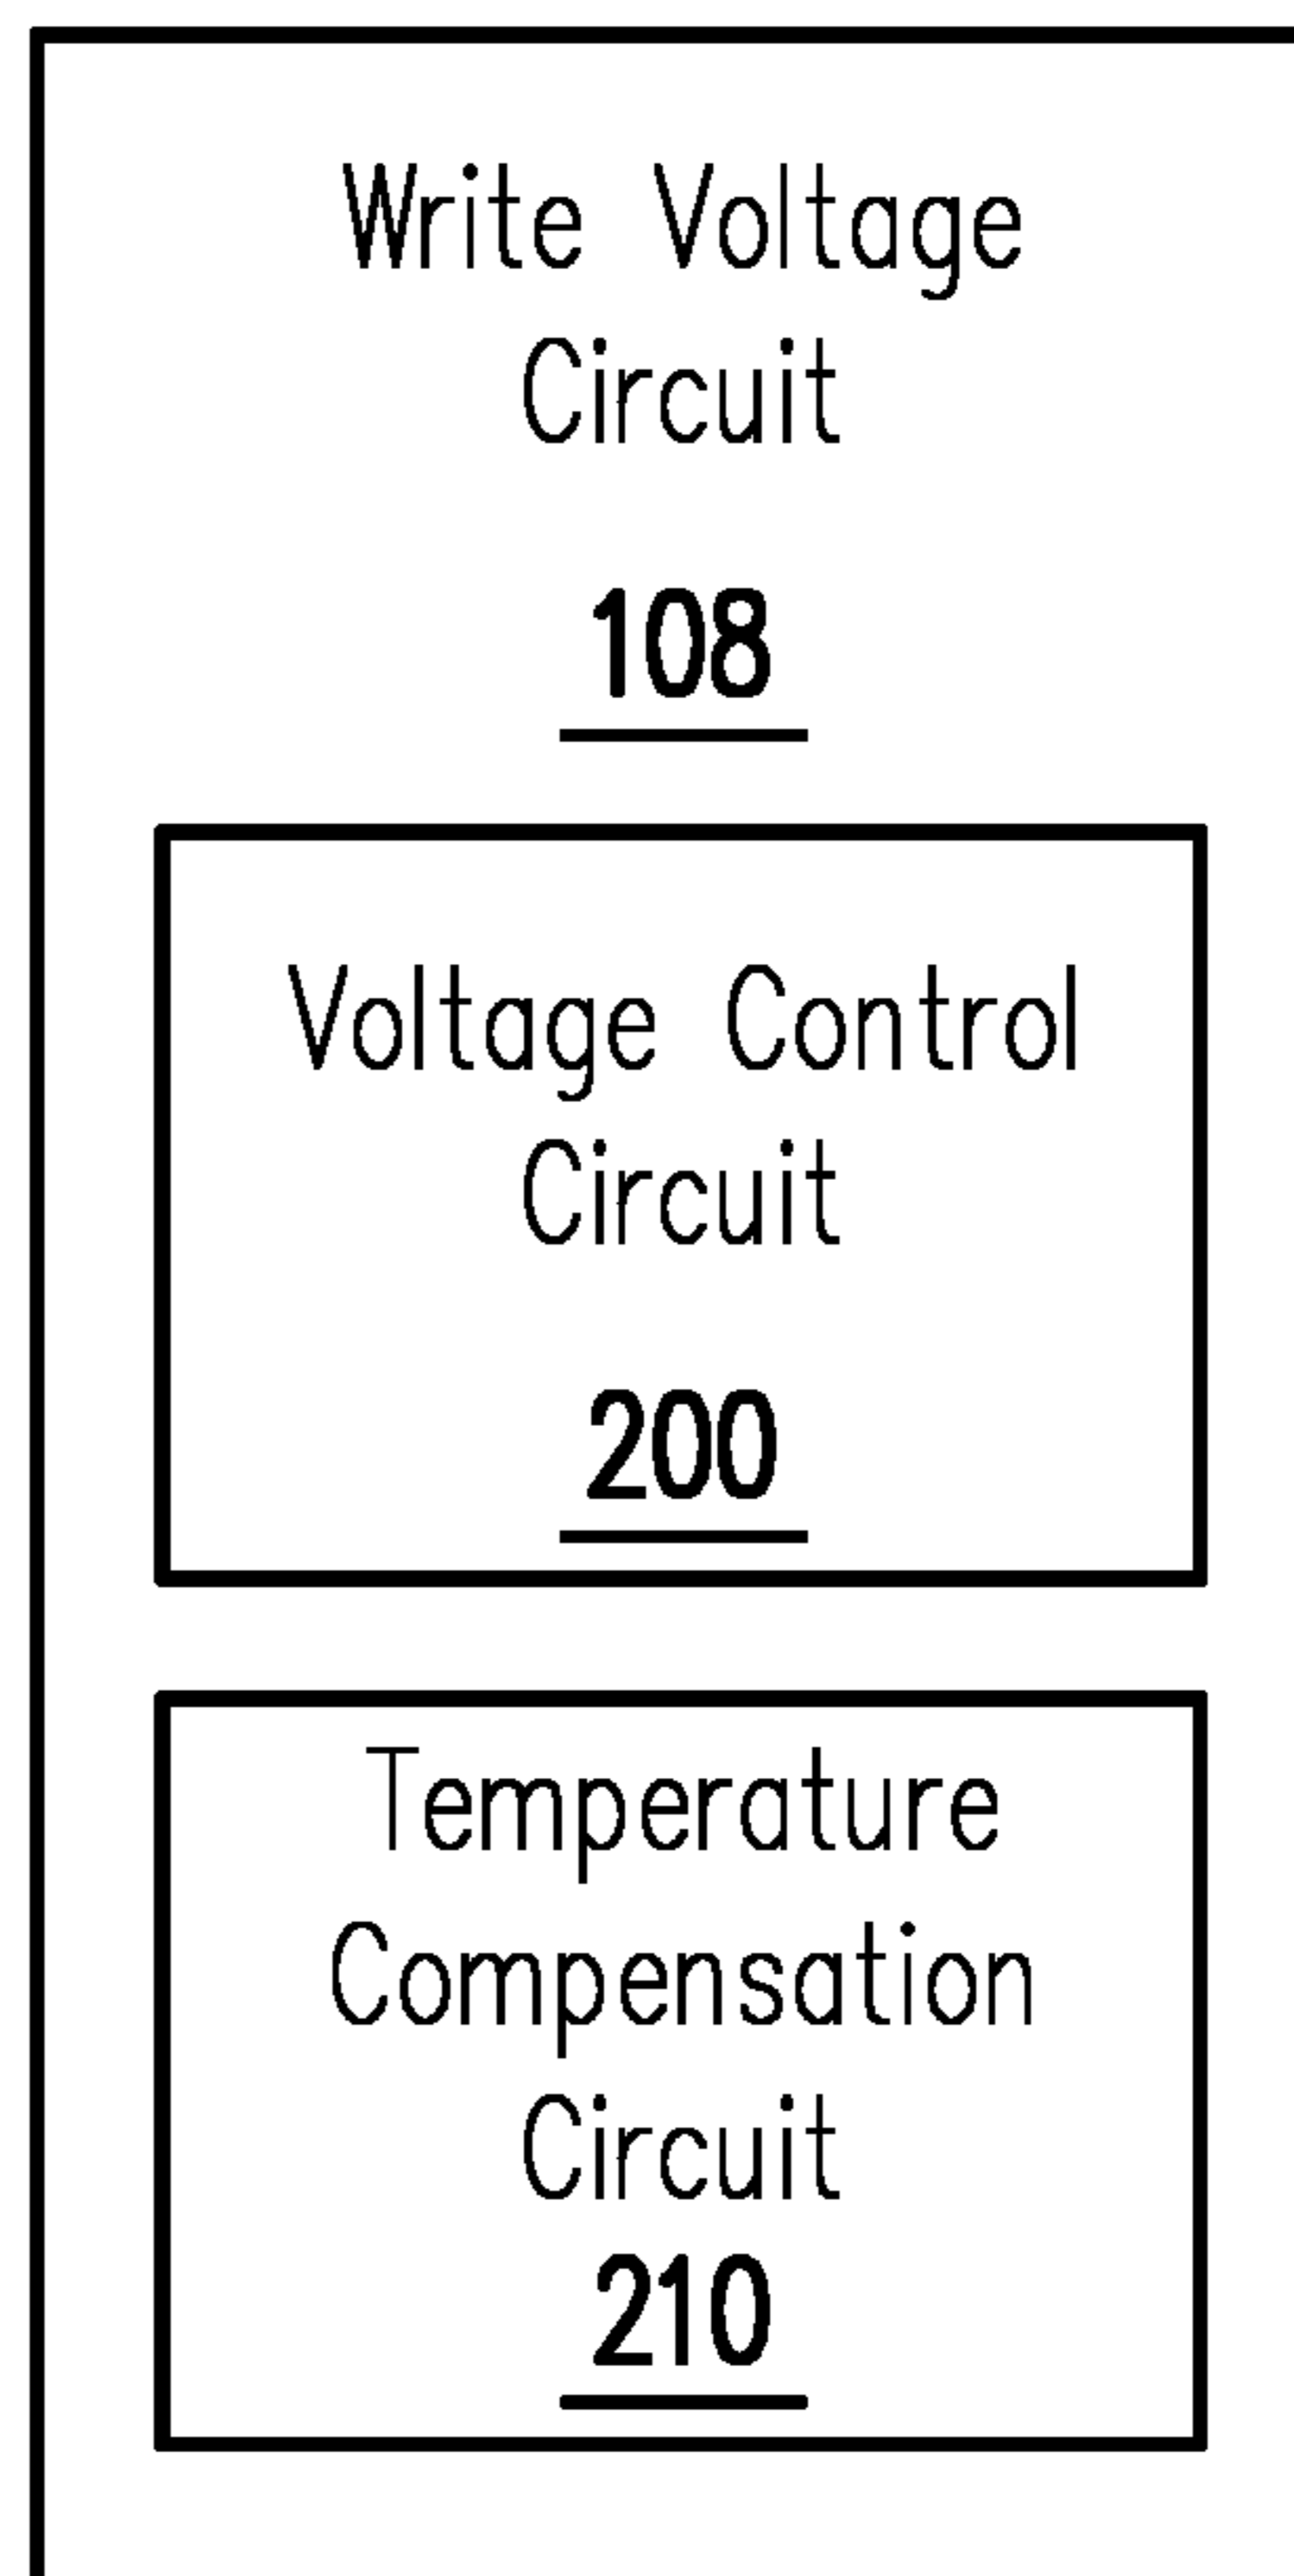 Write Voltage
Circuit
108
Voltage Control
Circuit
200
Temperature
Compensation
Circuit
210